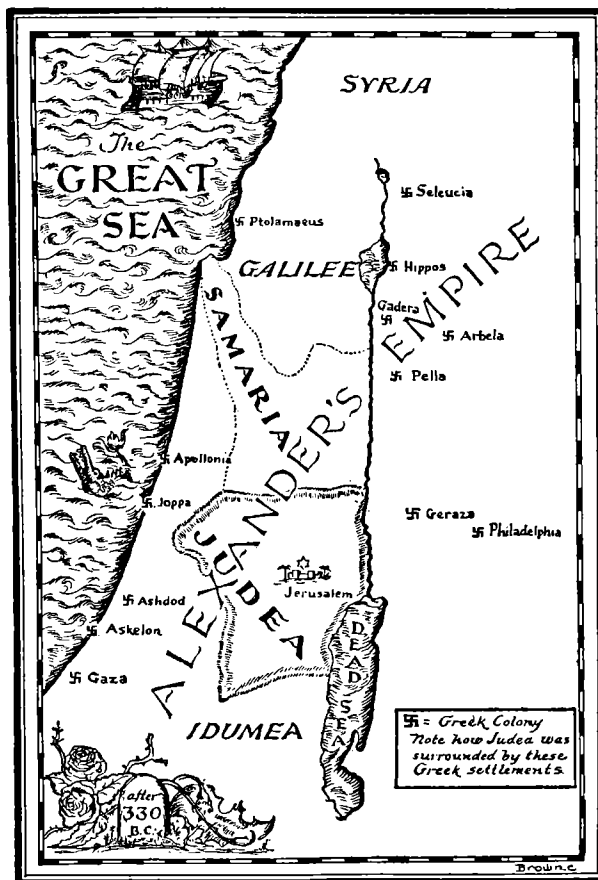 SYRIA
The
GREAT
SEA
Seleucia
Ptolamaeus
GALILEE
Hippos
Gadera
Arbela
Pella
SAMARIA
ALEXANDER'S EMPIRE
Apollonia
Joppa
Geraza
Philadelphia
JUDEA
Jerusalem
Ashdod
Askelon
Gaza
DEAD SEA
IDUMEA
卐 = Greek Colony
Note how Judea was
surrounded by these
Greek settlements.
after
330
B.C.
Browne